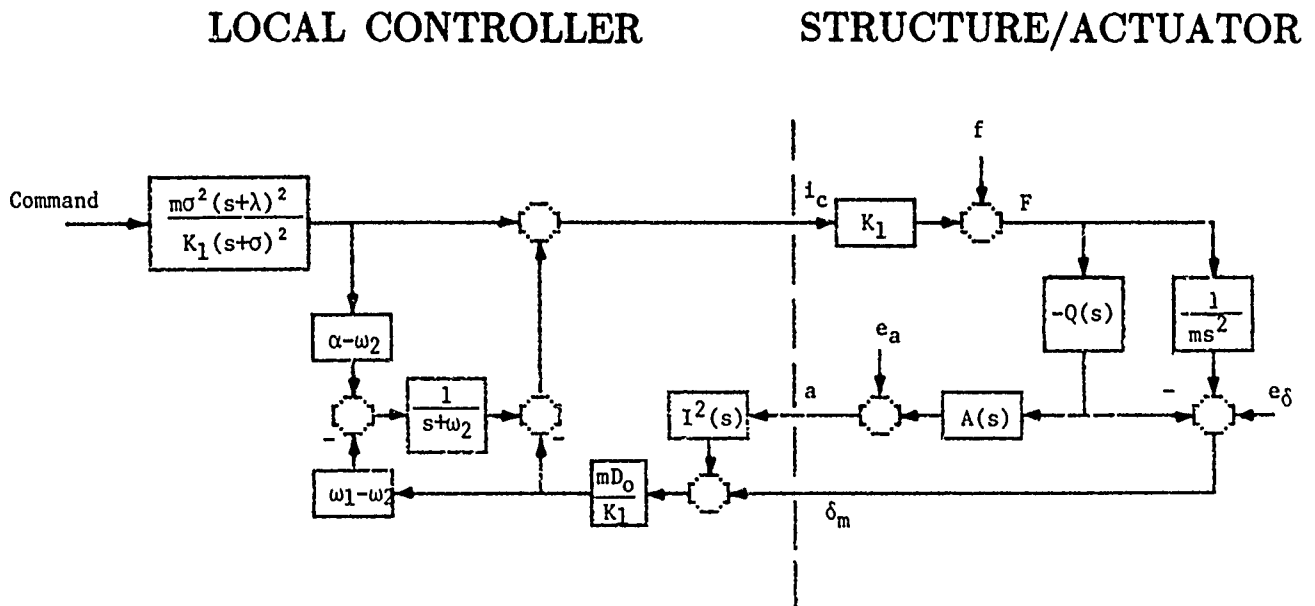 LOCAL CONTROLLER
STRUCTURE/ACTUATOR
Command
mσ²(s+λ)²
K₁(s+σ)²
i_c
K₁
f
F
-Q(s)
-1
ms²
α-ω₂
e_a
1
s+ω₂
-
-
I²(s)
a
A(s)
-
e_δ
ω₁-ω₂
mD₀
K₁
δ_m